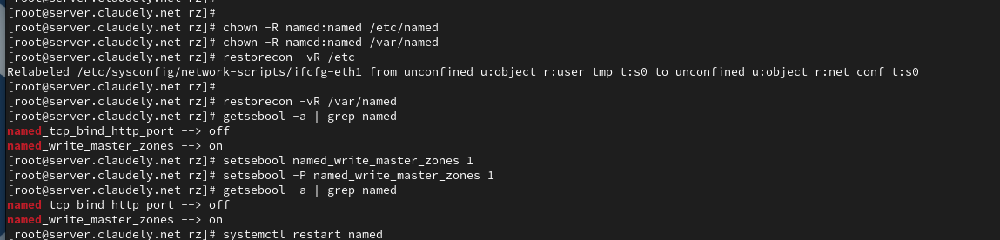 [root@server.claudely.net rz]#
[root@server.claudely.net rz]# chown -R named:named /etc/named
[root@server.claudely.net rz]# chown -R named:named /var/named
[root@server.claudely.net rz]# restorecon -vR /etc
Relabeled /etc/sysconfig/network-scripts/ifcfg-eth1 from unconfined_u:object_r:user_tmp_t:s0 to unconfined_u:object_r:net_conf_t:s0
[root@server.claudely.net rz]#
[root@server.claudely.net rz]# restorecon -vR /var/named
[root@server.claudely.net rz]# getsebool -a | grep named
named_tcp_bind_http_port --> off
named_write_master_zones --> on
[root@server.claudely.net rz]# setsebool named_write_master_zones 1
[root@server.claudely.net rz]# setsebool -P named_write_master_zones 1
[root@server.claudely.net rz]# getsebool -a | grep named
named_tcp_bind_http_port --> off
named_write_master_zones --> on
[root@server.claudely.net rz]# systemctl restart named